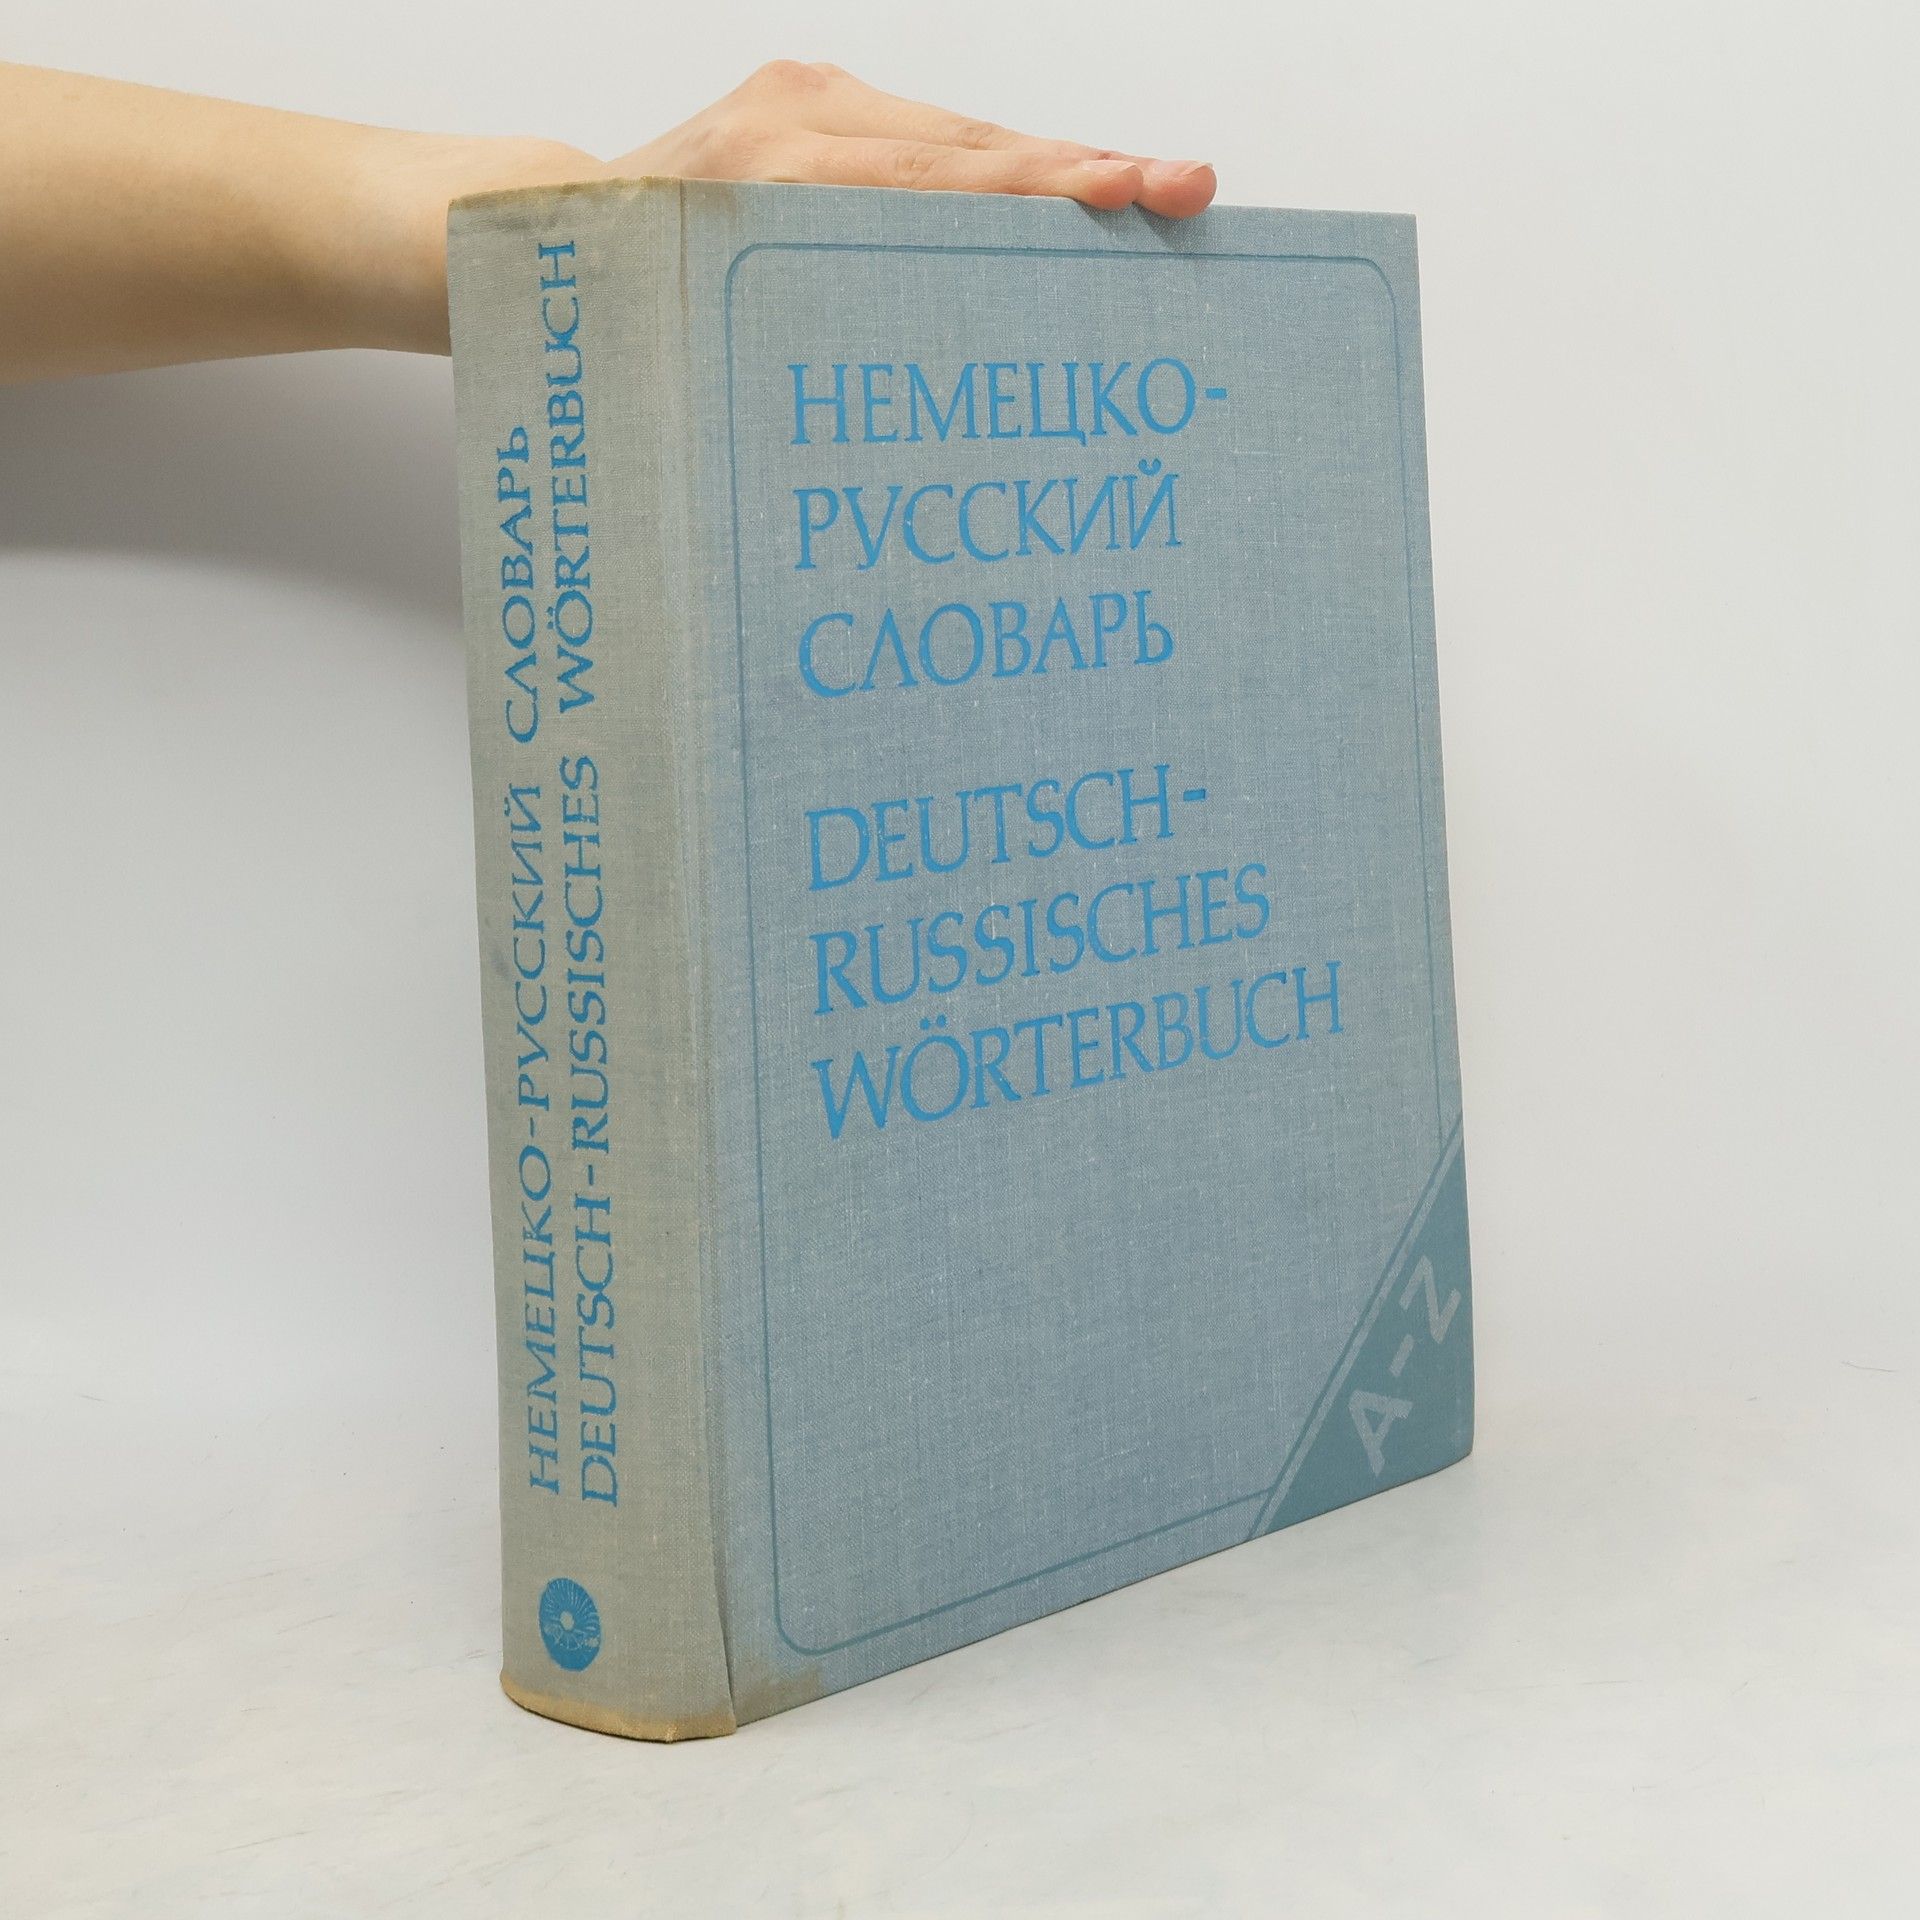 НЕМЕЦКО-РУССКИЙ СЛОВАРЬ
DEUTSCH-RUSSISCHES WÖRTERBUCH
НЕМЕЦКО-
РУССКИЙ
СЛОВАРЬ
DEUTSCH-
RUSSISCHES
WÖRTERBUCH
A-Z